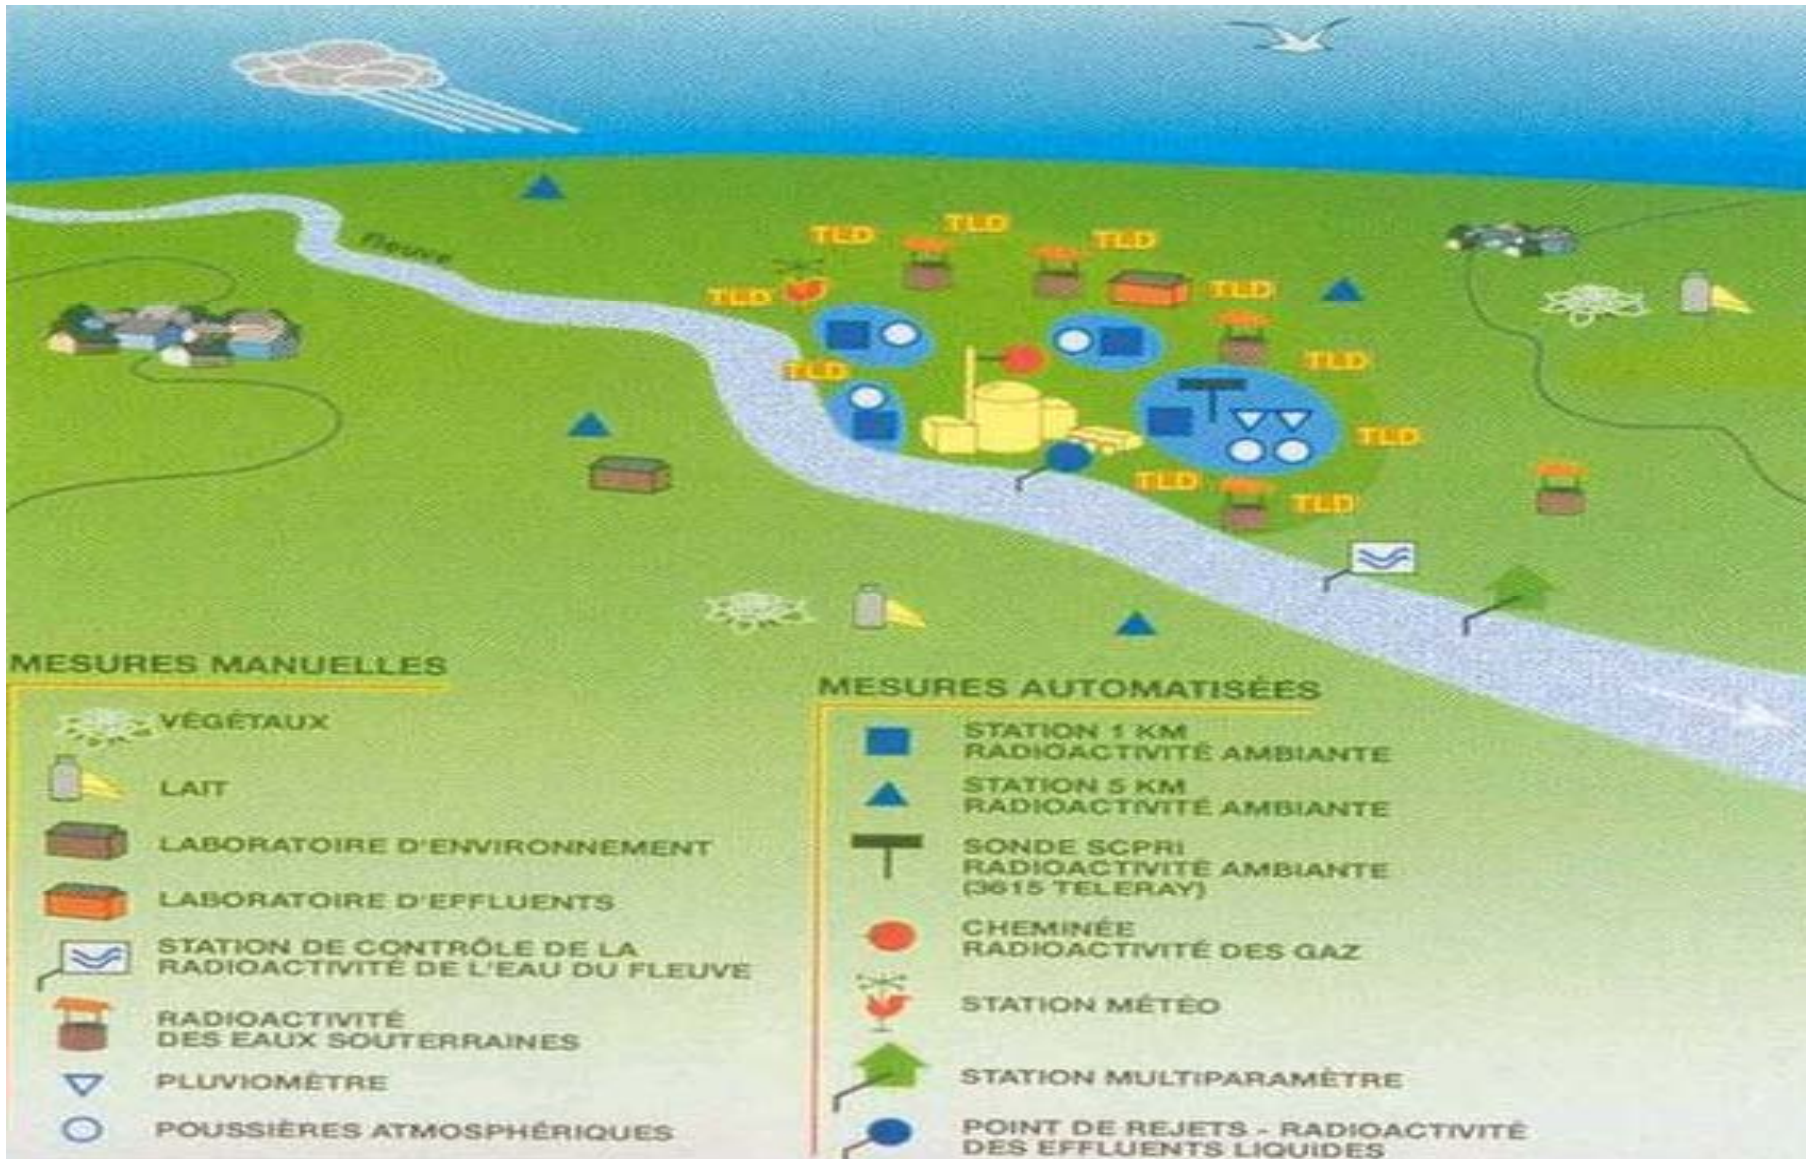 fleuve
TLD
TLD
TLD
TLD
TLD
TLD
TLD
TLD
TLD
TLD
MESURES MANUELLES
VÉGÉTAUX
LAIT
LABORATOIRE D'ENVIRONNEMENT
LABORATOIRE D'EFFLUENTS
STATION DE CONTRÔLE DE LA
RADIOACTIVITÉ DE L'EAU DU FLEUVE
RADIOACTIVITÉ
DES EAUX SOUTERRAINES
PLUVIOMÈTRE
POUSSIÈRES ATMOSPHÉRIQUES
MESURES AUTOMATISÉES
STATION 1 KM
RADIOACTIVITÉ AMBIANTE
STATION 5 KM
RADIOACTIVITÉ AMBIANTE
SONDE SCPRI
RADIOACTIVITÉ AMBIANTE
(3615 TELERAY)
CHEMINÉE
RADIOACTIVITÉ DES GAZ
STATION MÉTÉO
STATION MULTIPARAMÈTRE
POINT DE REJETS - RADIOACTIVITÉ
DES EFFLUENTS LIQUIDES